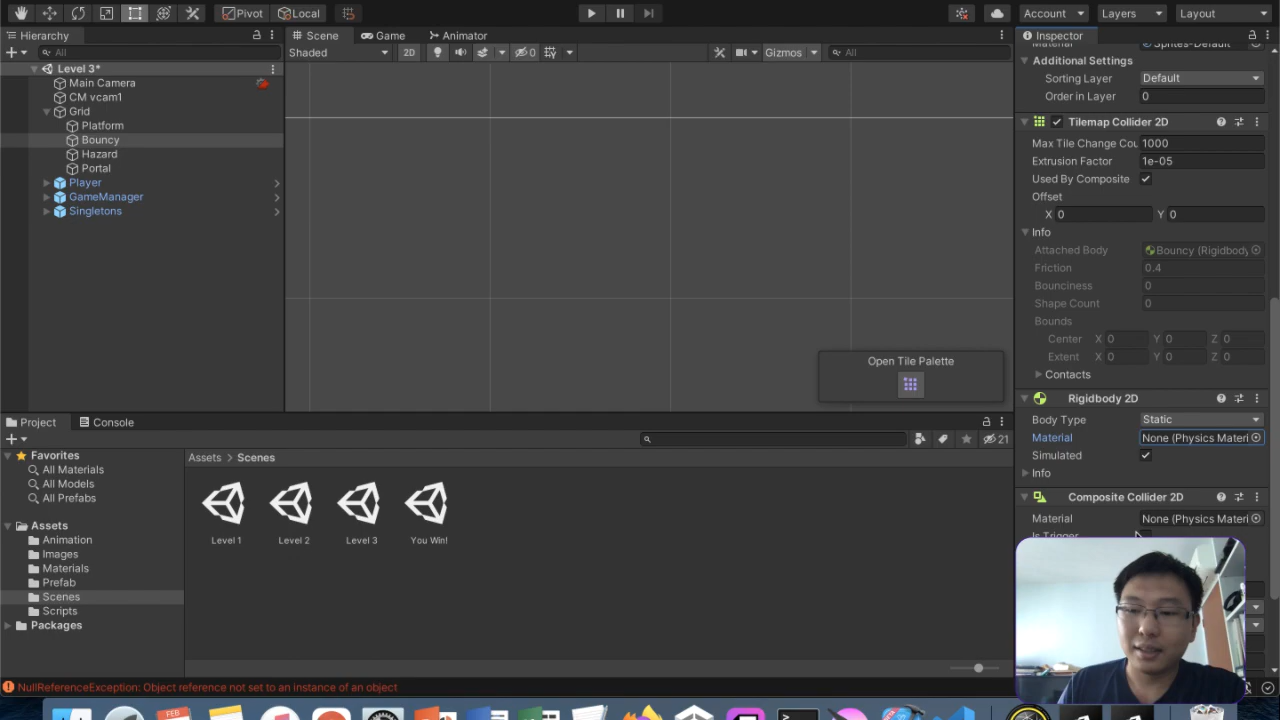 Pivot
Local
Account
Layers
Layout
Hierarchy
Scene
Game
Animator
Inspector
All
Shaded
2D
0
Gizmos
All
Material
Sprites-Default
Level 3*
Main Camera
CM vcam1
Grid
Platform
Bouncy
Hazard
Portal
Player
GameManager
Singletons
Additional Settings
Sorting Layer
Default
Order in Layer
0
Tilemap Collider 2D
Max Tile Change Cou
1000
Extrusion Factor
1e-05
Used By Composite
Offset
X 0
Y 0
Info
Attached Body
Bouncy (Rigidbody
Friction
0.4
Bounciness
0
Shape Count
0
Bounds
Center X 0 Y 0 Z 0
Extent X 0 Y 0 Z 0
Contacts
Open Tile Palette
Rigidbody 2D
Body Type
Static
Material
None (Physics Materi
Simulated
Info
Composite Collider 2D
Material
None (Physics Materi
Is Trigger
Project
Console
21
Favorites
All Materials
All Models
All Prefabs
Assets
Animation
Images
Materials
Prefab
Scenes
Scripts
Packages
Assets > Scenes
Level 1
Level 2
Level 3
You Win!
NullReferenceException: Object reference not set to an instance of an object
FEB